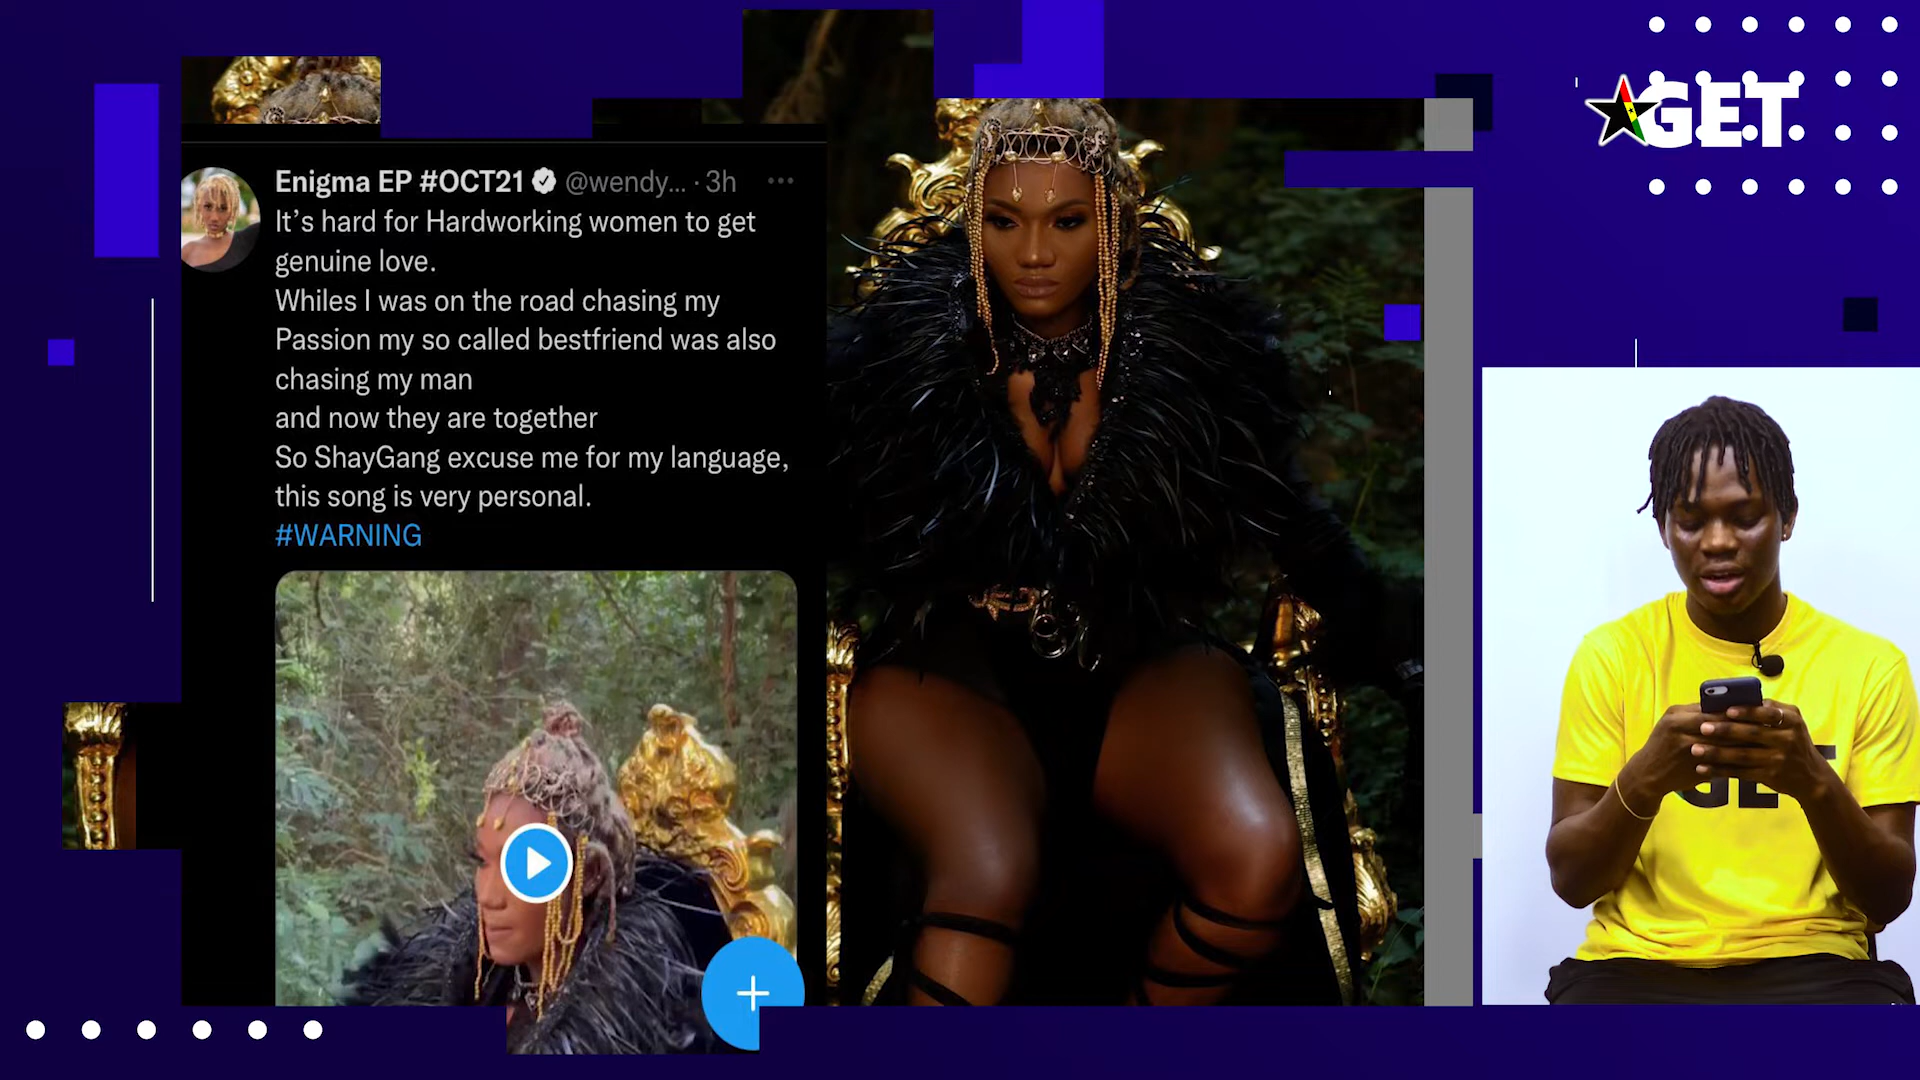 GET
Enigma EP #OCT21 @wendy... · 3h
It's hard for Hardworking women to get
genuine love.
Whiles I was on the road chasing my
Passion my so called bestfriend was also
chasing my man
and now they are together
So ShayGang excuse me for my language,
this song is very personal.
#WARNING